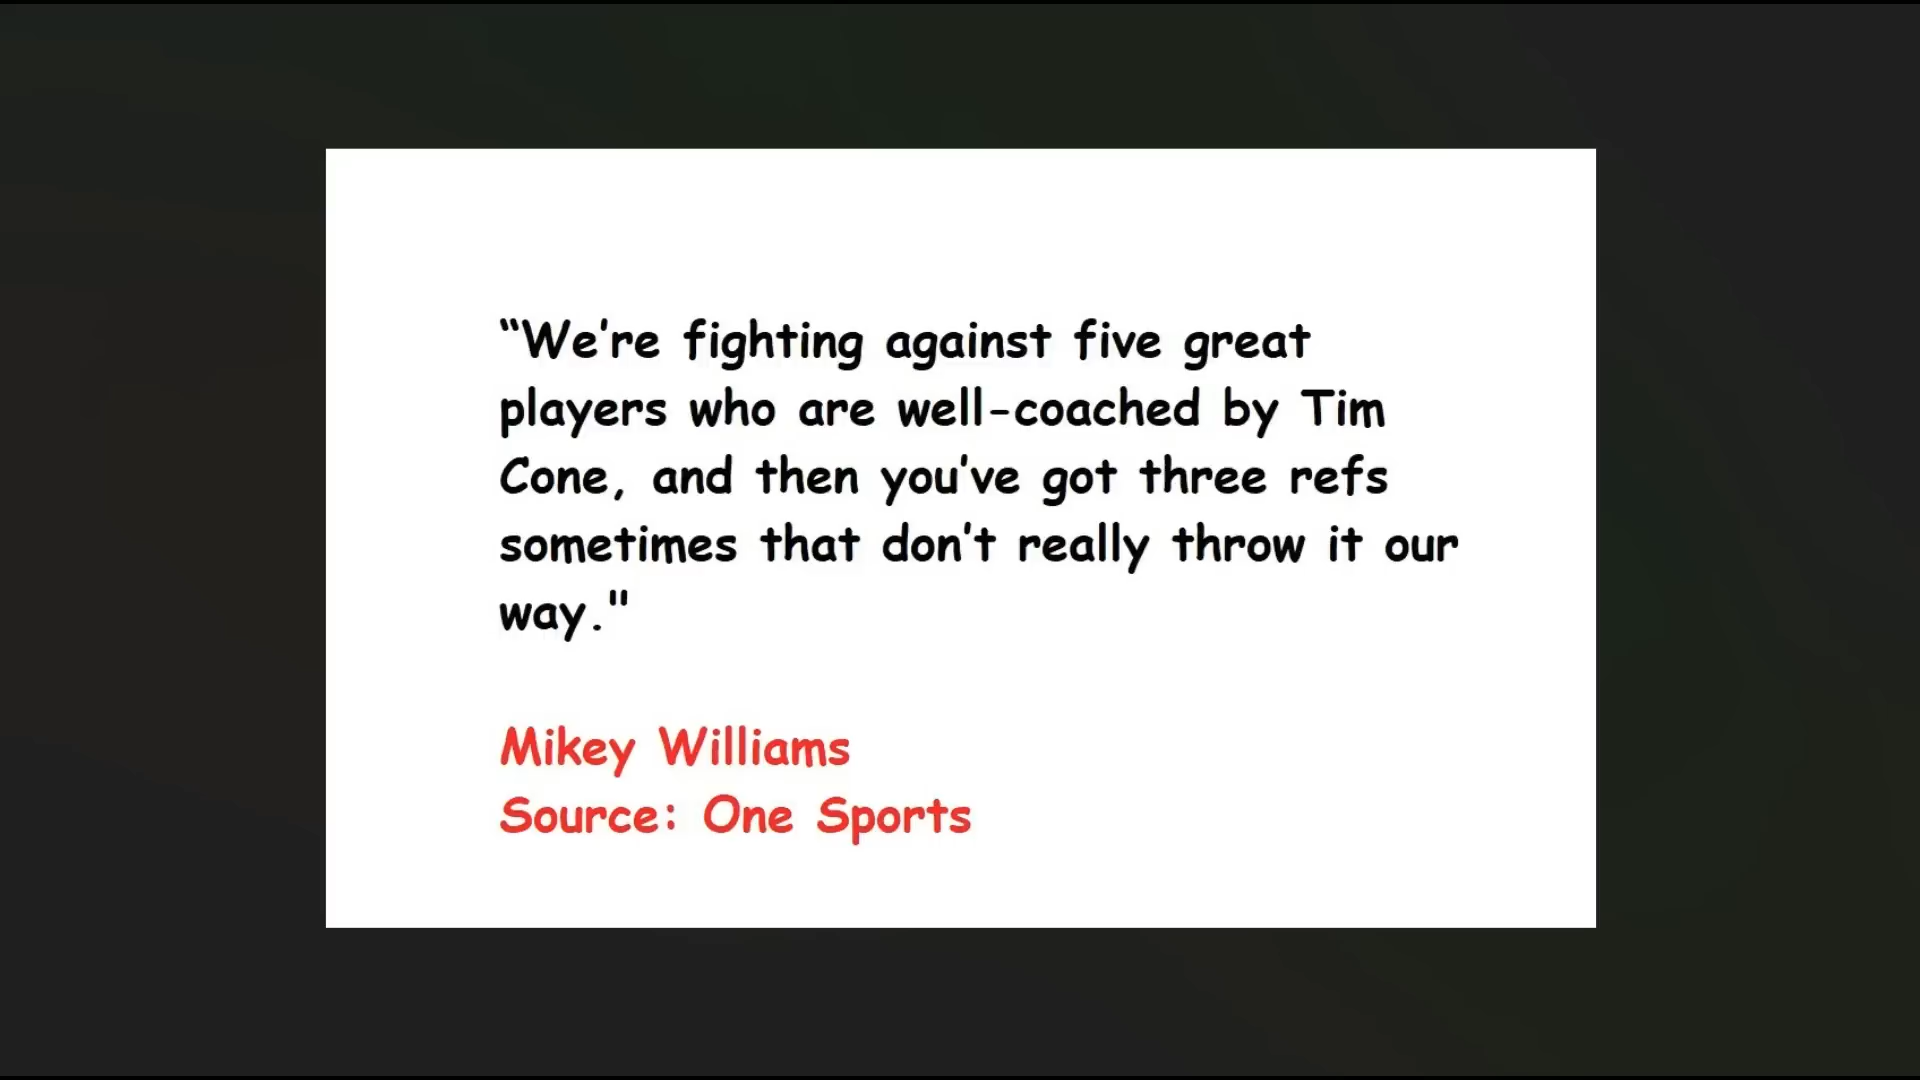 “We’re fighting against five great
players who are well-coached by Tim
Cone, and then you’ve got three refs
sometimes that don’t really throw it our
way."
Mikey Williams
Source: One Sports